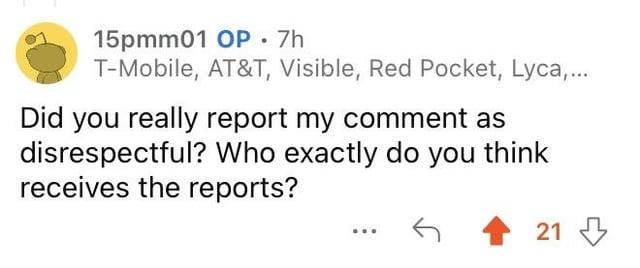 15pmm01 OP · 7h
T-Mobile, AT&T, Visible, Red Pocket, Lyca,...
Did you really report my comment as
disrespectful? Who exactly do you think
receives the reports?
21